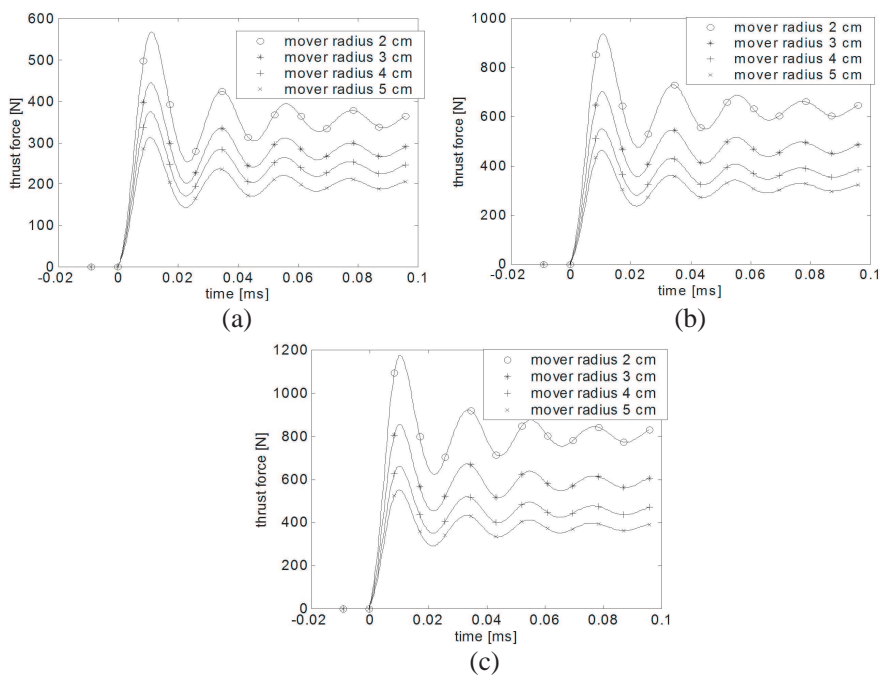 600
500
400
300
200
100
0
thrust force [N]
-0.02 0 0.02 0.04 0.06 0.08 0.1
time [ms]
mover radius 2 cm
mover radius 3 cm
mover radius 4 cm
mover radius 5 cm
(a)
1000
800
600
400
200
0
thrust force [N]
-0.02 0 0.02 0.04 0.06 0.08 0.1
time [ms]
mover radius 2 cm
mover radius 3 cm
mover radius 4 cm
mover radius 5 cm
(b)
1200
1000
800
600
400
200
0
thrust force [N]
-0.02 0 0.02 0.04 0.06 0.08 0.1
time [ms]
mover radius 2 cm
mover radius 3 cm
mover radius 4 cm
mover radius 5 cm
(c)